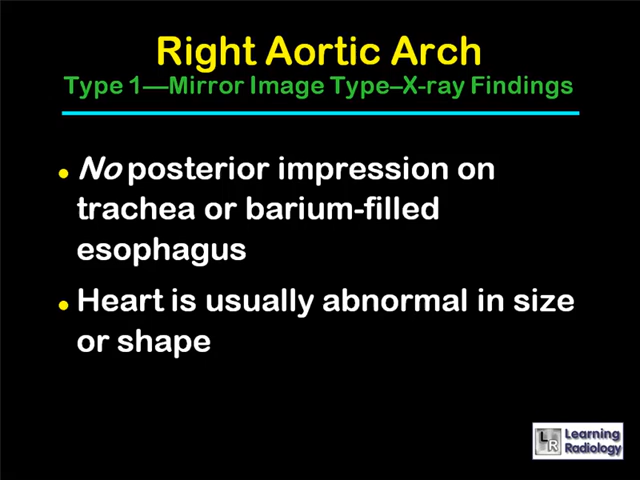 Right Aortic Arch
Type 1—Mirror Image Type–X-ray Findings
• No posterior impression on
trachea or barium-filled
esophagus
• Heart is usually abnormal in size
or shape
LR Learning
Radiology